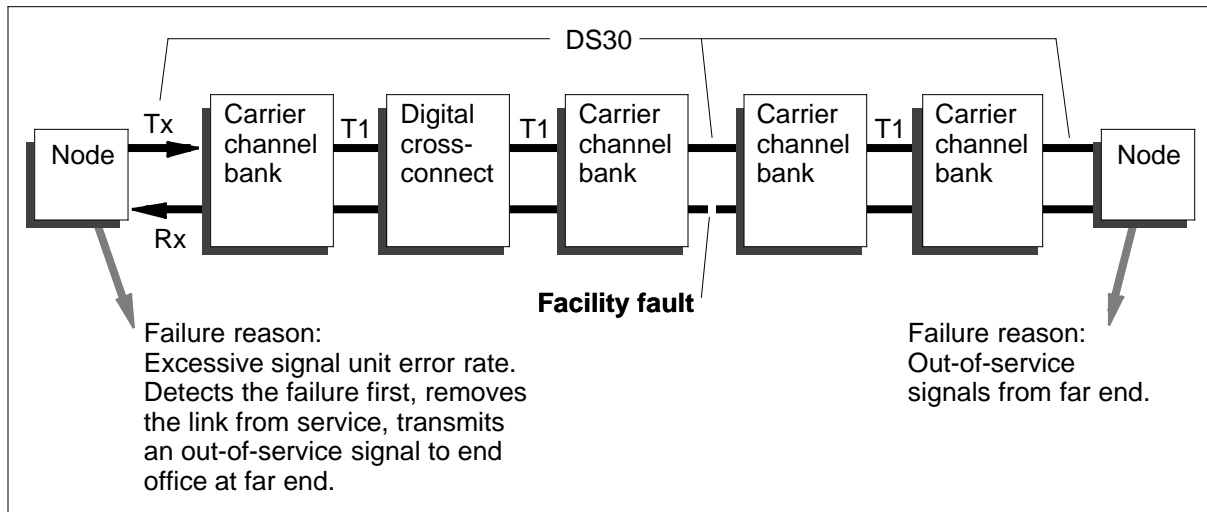 DS30
Tx
Node
Rx
Carrier
channel
bank
T1
Digital
cross-
connect
T1
Carrier
channel
bank
Carrier
channel
bank
T1
Carrier
channel
bank
Node
Facility fault
Failure reason:
Excessive signal unit error rate.
Detects the failure first, removes
the link from service, transmits
an out-of-service signal to end
office at far end.
Failure reason:
Out-of-service
signals from far end.